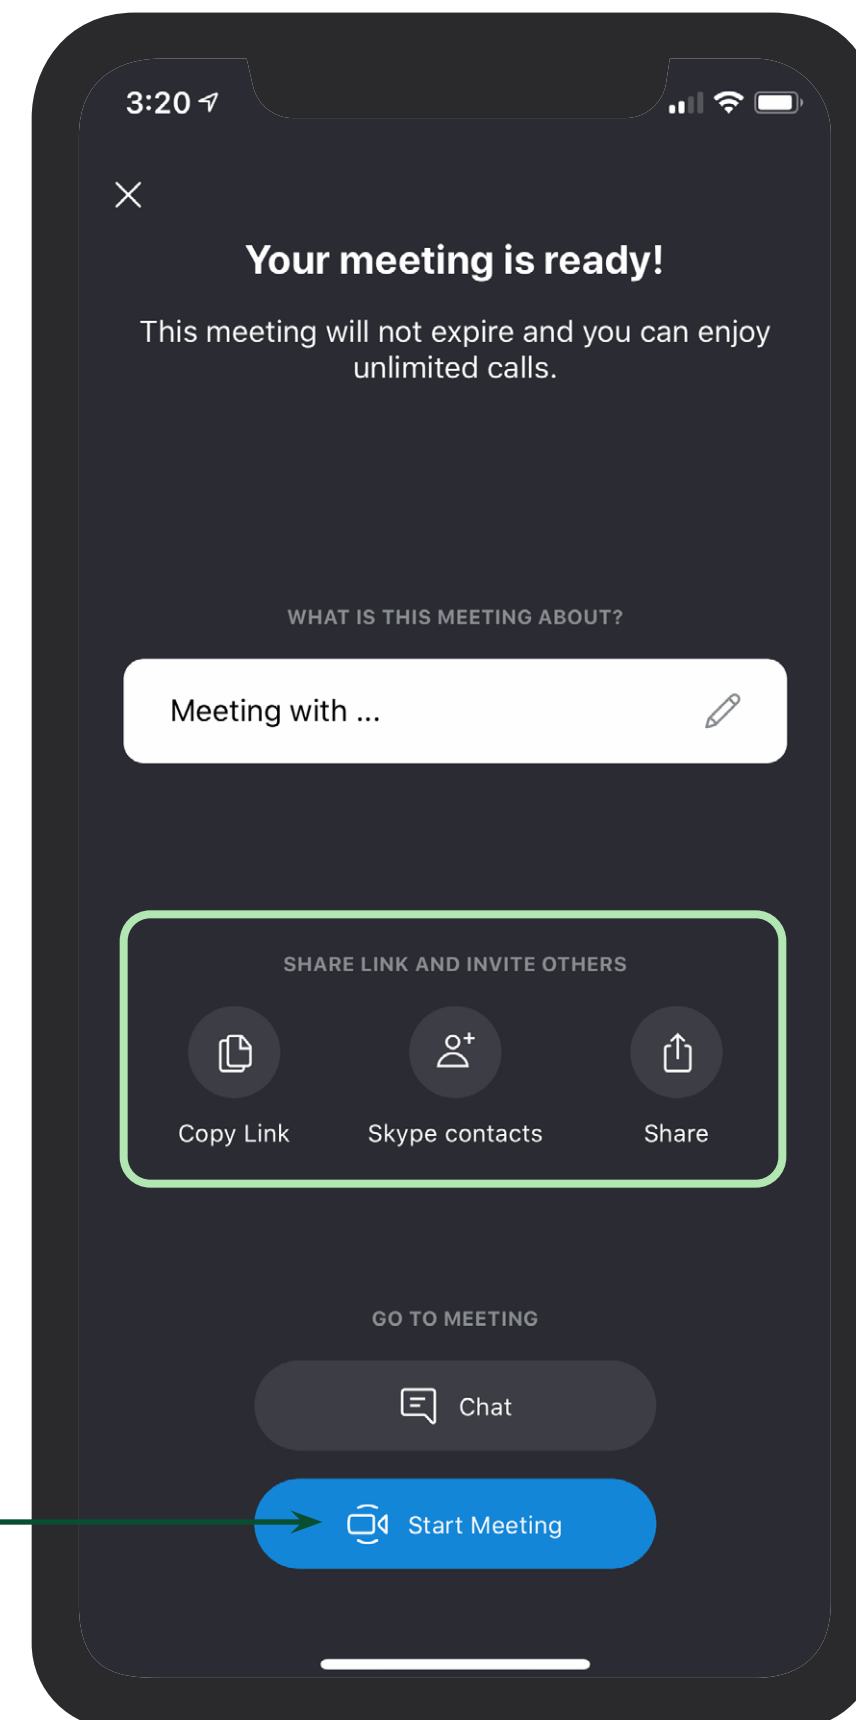 3:20
Your meeting is ready!
This meeting will not expire and you can enjoy
unlimited calls.
WHAT IS THIS MEETING ABOUT?
Meeting with ...
SHARE LINK AND INVITE OTHERS
Copy Link Skype contacts Share
GO TO MEETING
Chat
Start Meeting